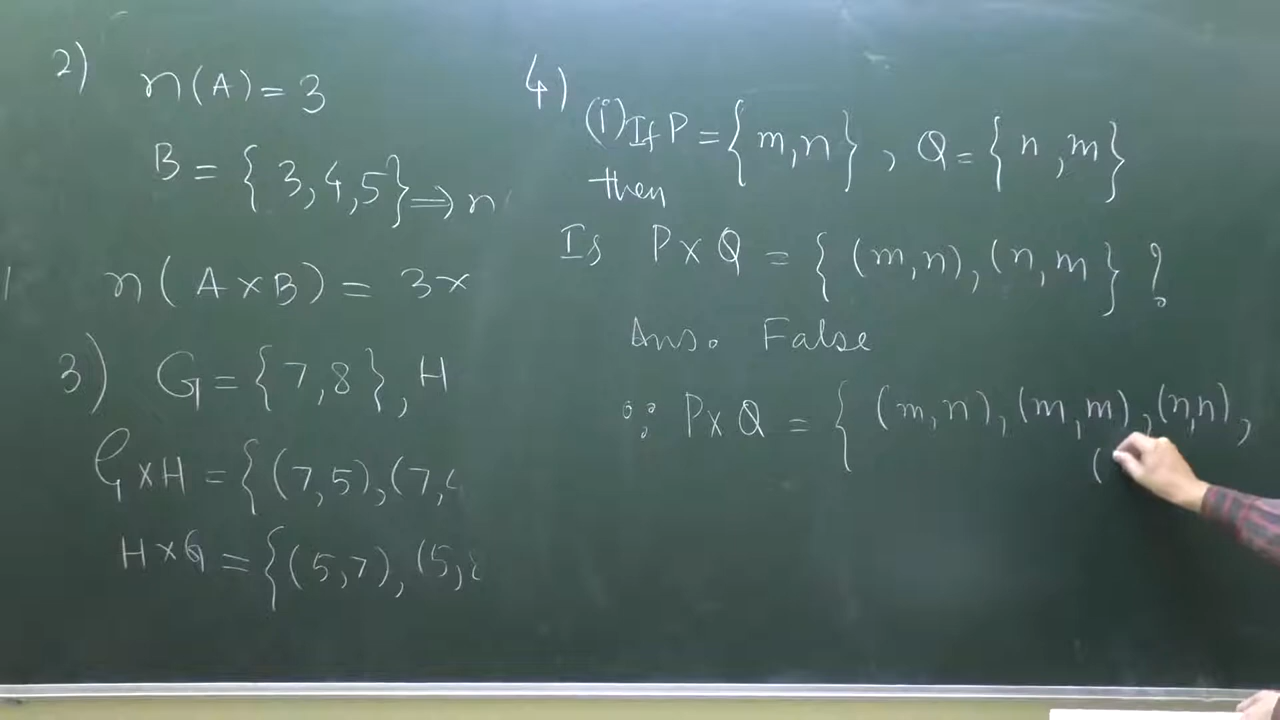 2) n(A) = 3
B = { 3,4,5} ⇒ n
n( A × B ) = 3×
3) G = { 7,8 }, H
G × H = { (7,5),(7,
H × G = { (5,7), (5,
4) (i) If P = { m,n } , Q = { n ,m }
then
Is P × Q = { (m,n), (n,m } ?
Ans. False
∵ P × Q = { (m,n), (m,m), (n,n),
(